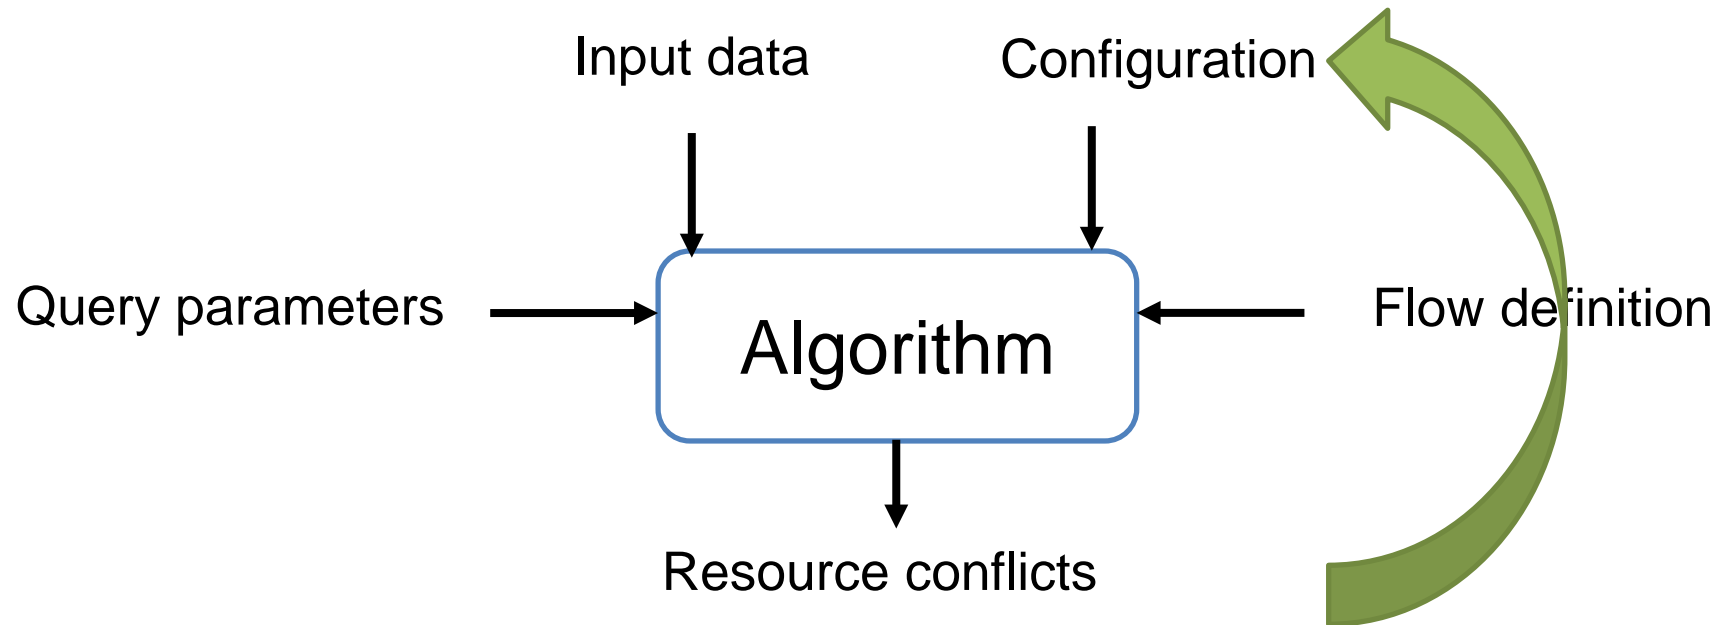 Input data
Configuration
Query parameters
Flow definition
Algorithm
Resource conflicts